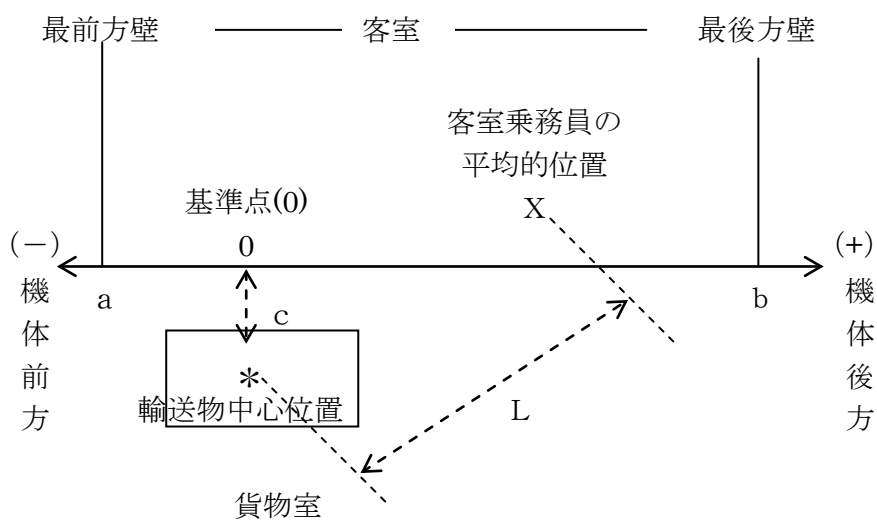 最前方壁 客室 最後方壁
客室乗務員の
平均的位置
基準点(0)
X
0
(－)
(+)
a
b
機体前方
機体後方
c
*
輸送物中心位置
L
貨物室